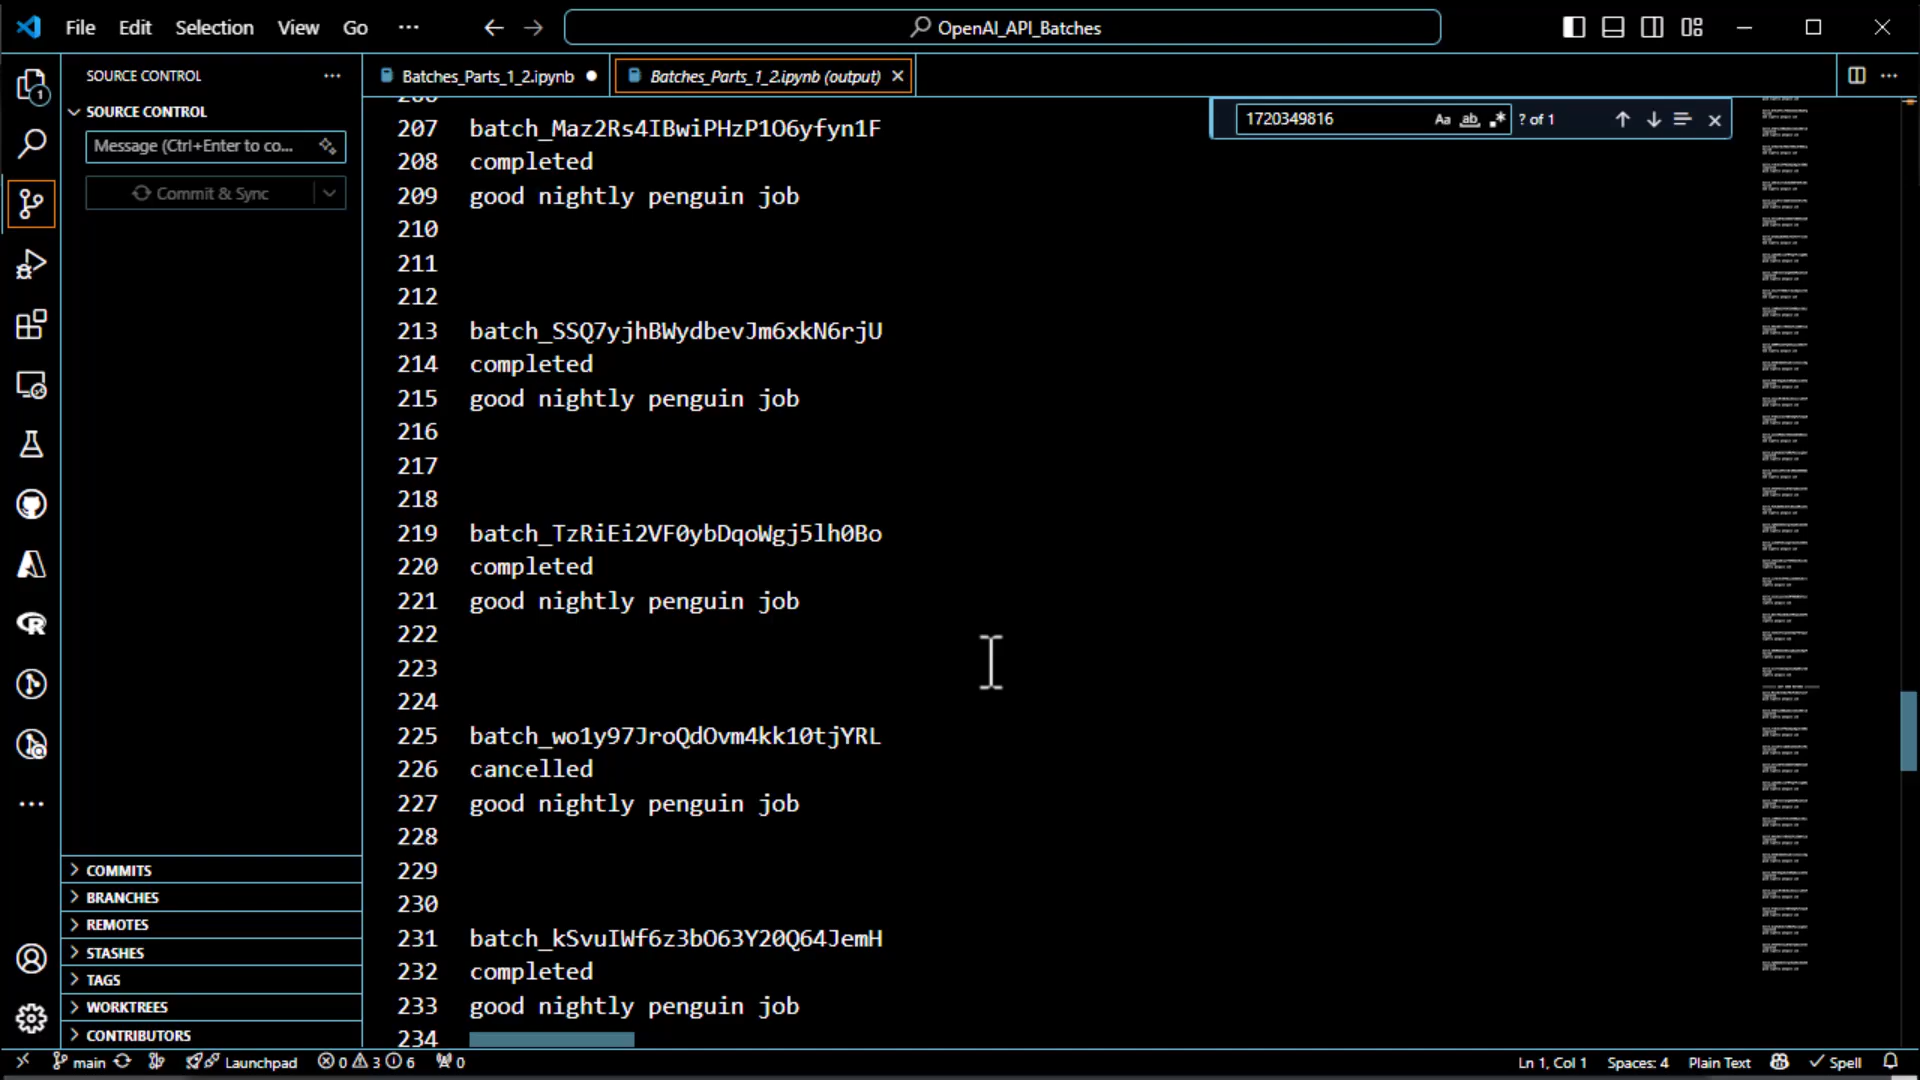 File Edit Selection View Go ···
OpenAI_API_Batches
SOURCE CONTROL ···
Batches_Parts_1_2.ipynb
Batches_Parts_1_2.ipynb (output)
SOURCE CONTROL
Message (Ctrl+Enter to co...
Commit & Sync
1720349816
Aa ab .* ? of 1
207 batch_Maz2Rs4IBwiPHzP1O6yfyn1F
208 completed
209 good nightly penguin job
210
211
212
213 batch_SSQ7yjhBWydbevJm6xkN6rjU
214 completed
215 good nightly penguin job
216
217
218
219 batch_TzRiEi2VF0ybDqoWgj5lh0Bo
220 completed
221 good nightly penguin job
222
223
224
225 batch_wo1y97JroQdOvm4kk10tjYRL
226 cancelled
227 good nightly penguin job
228
229
230
231 batch_kSvuIWf6z3bO63Y20Q64JemH
232 completed
233 good nightly penguin job
234
COMMITS
BRANCHES
REMOTES
STASHES
TAGS
WORKTREES
CONTRIBUTORS
main Launchpad 0 3 6 0 Ln 1, Col 1 Spaces: 4 Plain Text Spell